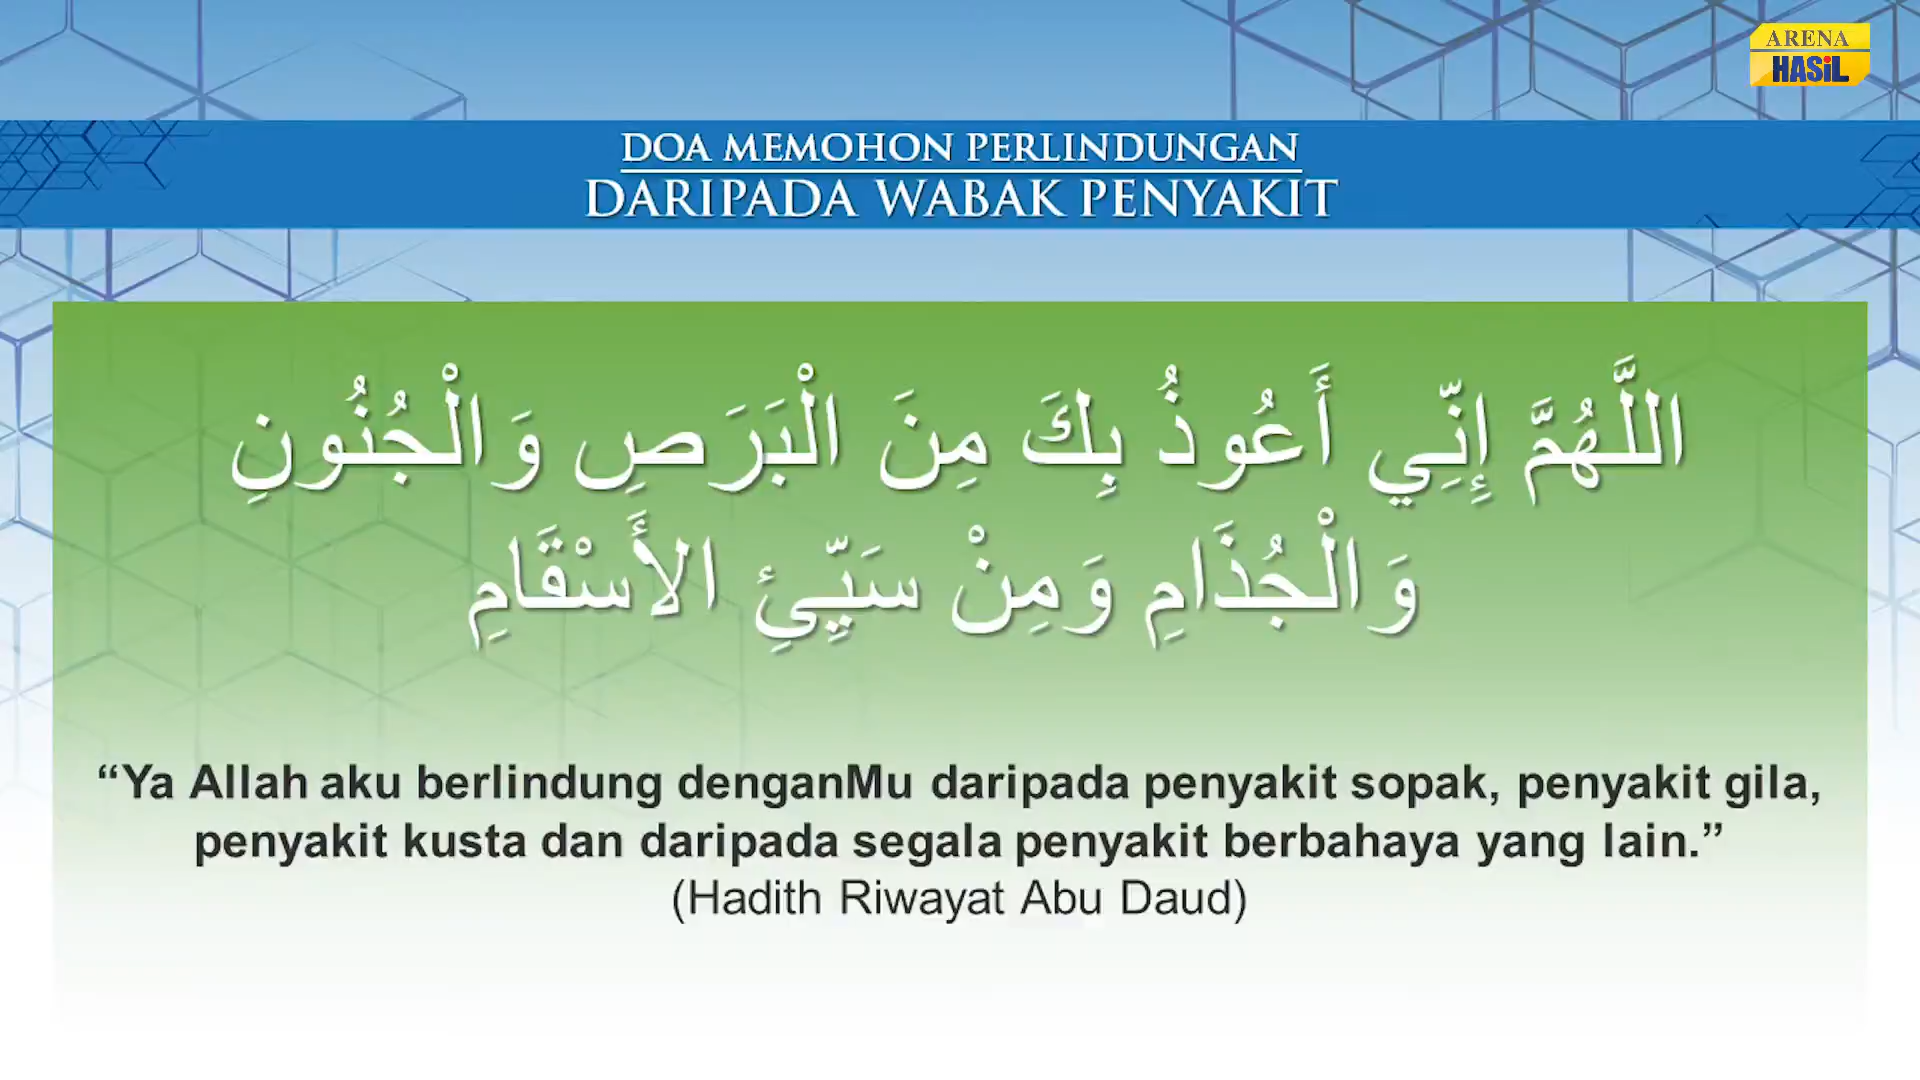 ARENA
HASiL
DOA MEMOHON PERLINDUNGAN
DARIPADA WABAK PENYAKIT
اللَّهُمَّ إِنِّي أَعُوذُ بِكَ مِنَ الْبَرَصِ وَالْجُنُونِ
وَالْجُذَامِ وَمِنْ سَيِّئِ الأَسْقَامِ
“Ya Allah aku berlindung denganMu daripada penyakit sopak, penyakit gila,
penyakit kusta dan daripada segala penyakit berbahaya yang lain.”
(Hadith Riwayat Abu Daud)